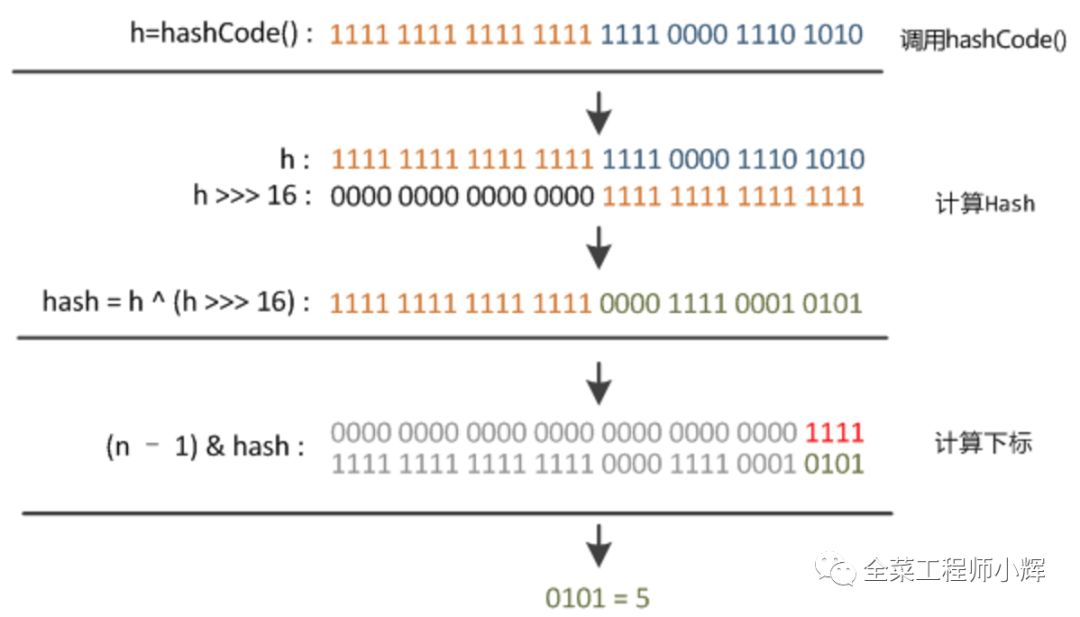 h=hashCode() : 1111 1111 1111 1111 1111 0000 1110 1010 调用hashCode()
h : 1111 1111 1111 1111 1111 0000 1110 1010
h >>> 16 : 0000 0000 0000 0000 1111 1111 1111 1111
计算Hash
hash = h ^ (h >>> 16) : 1111 1111 1111 1111 0000 1111 0001 0101
0000 0000 0000 0000 0000 0000 0000 1111
(n － 1) & hash : 计算下标
1111 1111 1111 1111 0000 1111 0001 0101
全菜工程师小辉
0101 = 5